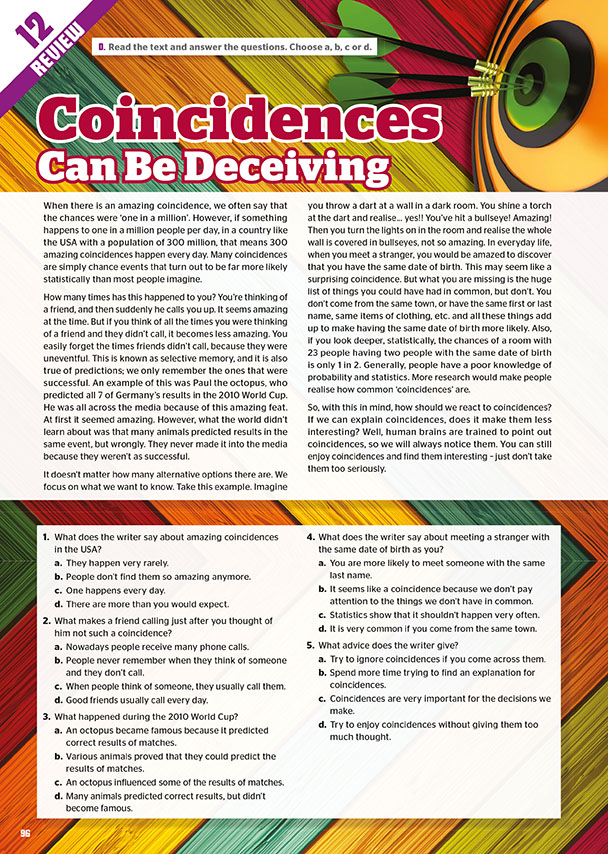 12
REVIEW
D. Read the text and answer the questions. Choose a, b, c or d.
Coincidences
Can Be Deceiving
When there is an amazing coincidence, we often say that
the chances were ‘one in a million’. However, if something
happens to one in a million people per day, in a country like
the USA with a population of 300 million, that means 300
amazing coincidences happen every day. Many coincidences
are simply chance events that turn out to be far more likely
statistically than most people imagine.
How many times has this happened to you? You're thinking of
a friend, and then suddenly he calls you up. It seems amazing
at the time. But if you think of all the times you were thinking
of a friend and they didn't call, it becomes less amazing. You
easily forget the times friends didn't call, because they were
uneventful. This is known as selective memory, and it is also
true of predictions; we only remember the ones that were
successful. An example of this was Paul the octopus, who
predicted all 7 of Germany's results in the 2010 World Cup.
He was all across the media because of this amazing feat.
At first it seemed amazing. However, what the world didn't
learn about was that many animals predicted results in the
same event, but wrongly. They never made it into the media
because they weren't as successful.
It doesn't matter how many alternative options there are. We
focus on what we want to know. Take this example. Imagine
you throw a dart at a wall in a dark room. You shine a torch
at the dart and realise... yes!! You've hit a bullseye! Amazing!
Then you turn the lights on in the room and realise the whole
wall is covered in bullseyes, not so amazing. In everyday life,
when you meet a stranger, you would be amazed to discover
that you have the same date of birth. This may seem like a
surprising coincidence. But what you are missing is the huge
list of things you could have had in common, but don't. You
don't come from the same town, or have the same first or last
name, same items of clothing, etc. and all these things add
up to make having the same date of birth more likely. Also,
if you look deeper, statistically, the chances of a room with
23 people having two people with the same date of birth
is only 1 in 2. Generally, people have a poor knowledge of
probability and statistics. More research would make people
realise how common ‘coincidences’ are.
So, with this in mind, how should we react to coincidences?
If we can explain coincidences, does it make them less
interesting? Well, human brains are trained to point out
coincidences, so we will always notice them. You can still
enjoy coincidences and find them interesting – just don't take
them too seriously.
1. What does the writer say about amazing coincidences
in the USA?
a. They happen very rarely.
b. People don't find them so amazing anymore.
c. One happens every day.
d. There are more than you would expect.
2. What makes a friend calling just after you thought of
him not such a coincidence?
a. Nowadays people receive many phone calls.
b. People never remember when they think of someone
and they don't call.
c. When people think of someone, they usually call them.
d. Good friends usually call every day.
3. What happened during the 2010 World Cup?
a. An octopus became famous because it predicted
correct results of matches.
b. Various animals proved that they could predict the
results of matches.
c. An octopus influenced some of the results of matches.
d. Many animals predicted correct results, but didn't
become famous.
4. What does the writer say about meeting a stranger with
the same date of birth as you?
a. You are more likely to meet someone with the same
last name.
b. It seems like a coincidence because we don't pay
attention to the things we don't have in common.
c. Statistics show that it shouldn't happen very often.
d. It is very common if you come from the same town.
5. What advice does the writer give?
a. Try to ignore coincidences if you come across them.
b. Spend more time trying to find an explanation for
coincidences.
c. Coincidences are very important for the decisions we
make.
d. Try to enjoy coincidences without giving them too
much thought.
96